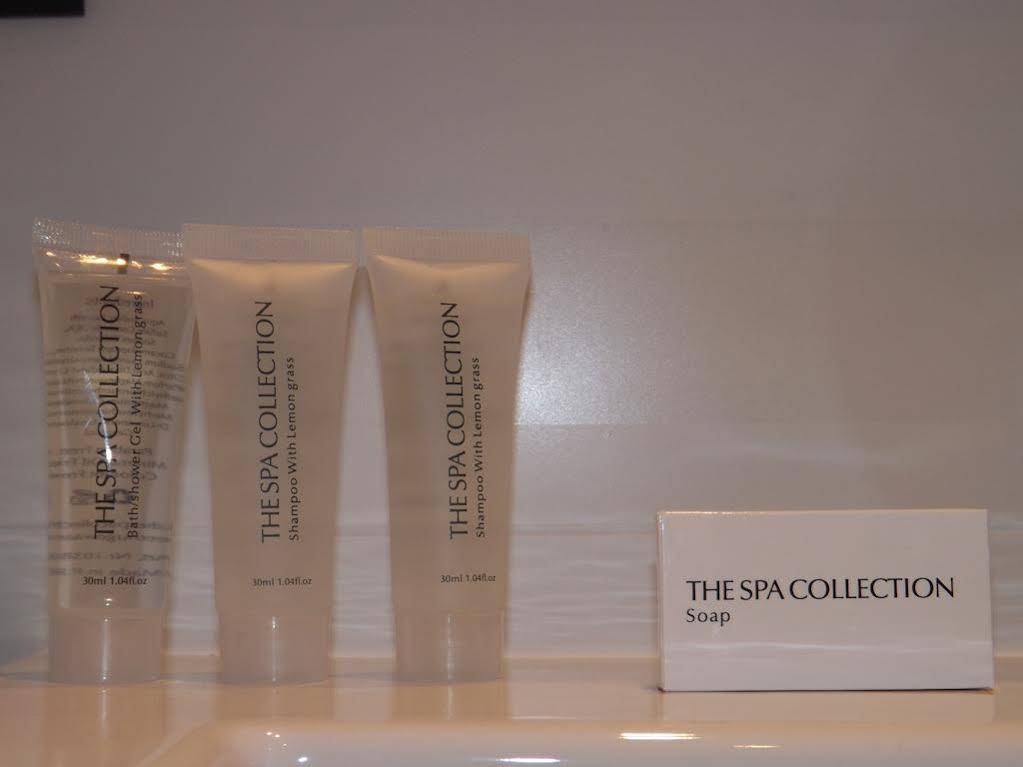 THE SPA COLLECTION
Bath/shower Gel With Lemon grass
30ml 1.04fl.oz
THE SPA COLLECTION
Shampoo With Lemon grass
30ml 1.04fl.oz
THE SPA COLLECTION
Shampoo With Lemon grass
30ml 1.04fl.oz
THE SPA COLLECTION
Soap